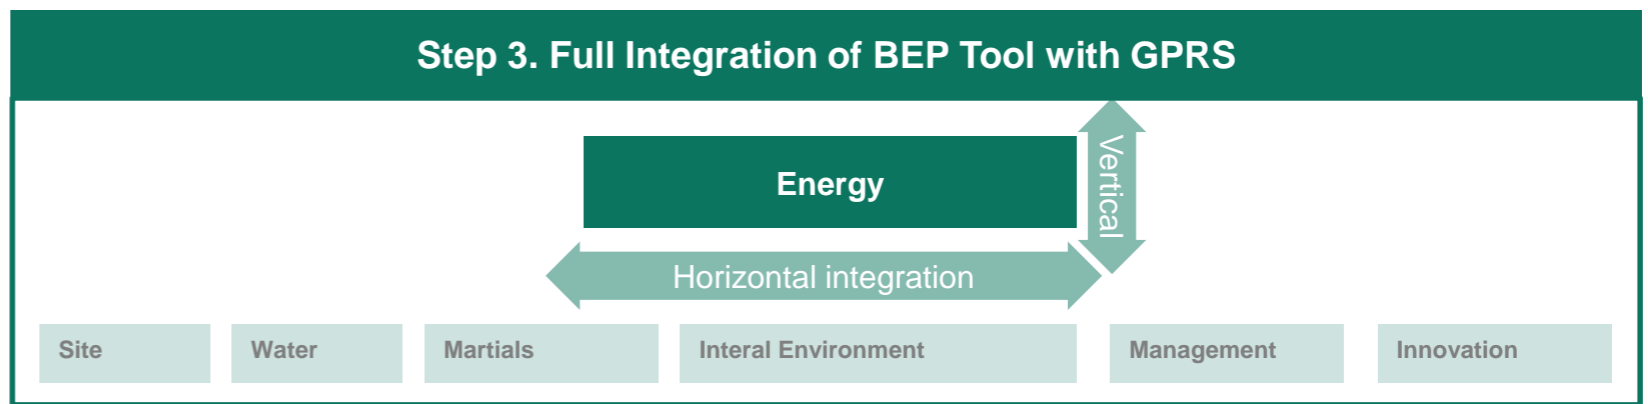 Step 3. Full Integration of BEP Tool with GPRS
Energy
Vertical
Horizontal integration
Site
Water
Martials
Interal Environment
Management
Innovation